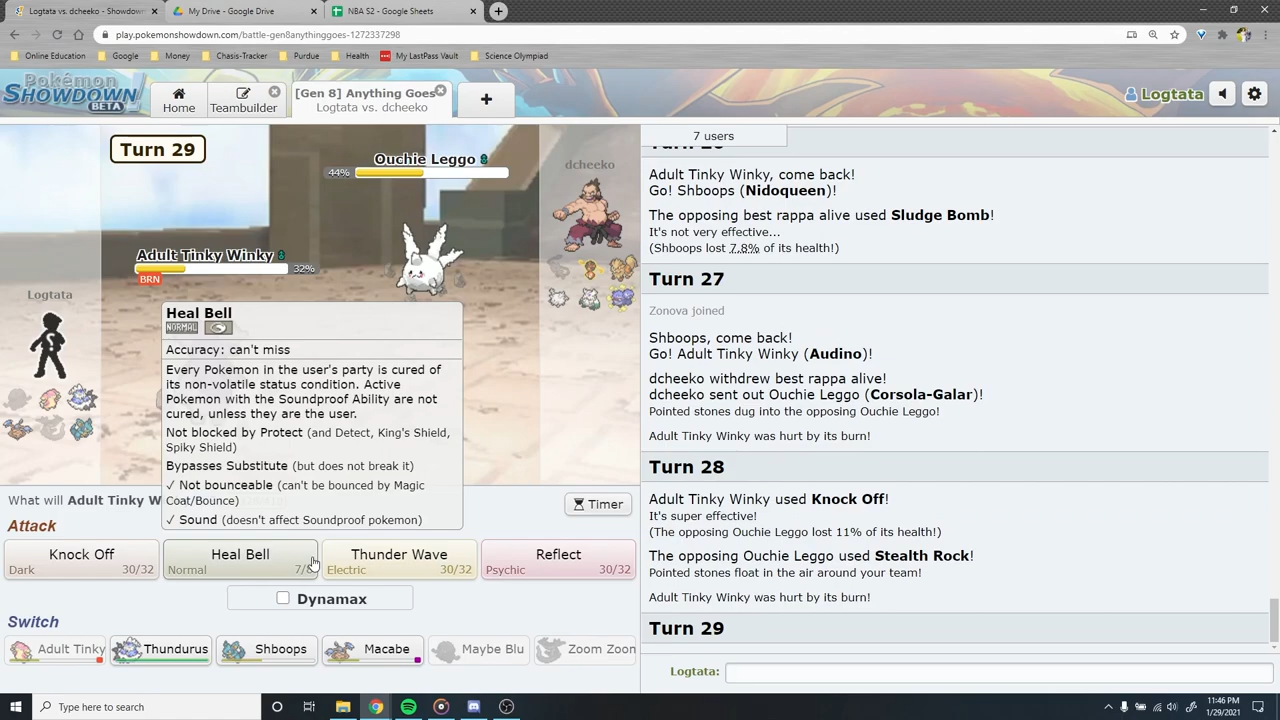 Logtata vs. dcheeko - Showdown
My Drive - Google Drive
NBA S2 - Google Sheets
play.pokemonshowdown.com/battle-gen8anythinggoes-1272337298
Online Education
Google
Money
Chasis-Tracker
Purdue
Health
My LastPass Vault
Science Olympiad
Pokémon
SHOWDOWN
BETA
Home
Teambuilder
[Gen 8] Anything Goes
Logtata vs. dcheeko
Logtata
Turn 29
Ouchie Leggo
44%
dcheeko
Adult Tinky Winky
32%
BRN
Logtata
Heal Bell
NORMAL
Accuracy: can't miss
Every Pokemon in the user's party is cured of
its non-volatile status condition. Active
Pokemon with the Soundproof Ability are not
cured, unless they are the user.
Not blocked by Protect (and Detect, King's Shield,
Spiky Shield)
Bypasses Substitute (but does not break it)
✓ Not bounceable (can't be bounced by Magic
Coat/Bounce)
✓ Sound (doesn't affect Soundproof pokemon)
What will Adult Tinky W
Timer
Attack
Knock Off
Dark 30/32
Heal Bell
Normal 7/8
Thunder Wave
Electric 30/32
Reflect
Psychic 30/32
Dynamax
Switch
Adult Tinky
Thundurus
Shboops
Macabe
Maybe Blu
Zoom Zoon
7 users
Adult Tinky Winky, come back!
Go! Shboops (Nidoqueen)!
The opposing best rappa alive used Sludge Bomb!
It's not very effective...
(Shboops lost 7.8% of its health!)
Turn 27
Zonova joined
Shboops, come back!
Go! Adult Tinky Winky (Audino)!
dcheeko withdrew best rappa alive!
dcheeko sent out Ouchie Leggo (Corsola-Galar)!
Pointed stones dug into the opposing Ouchie Leggo!
Adult Tinky Winky was hurt by its burn!
Turn 28
Adult Tinky Winky used Knock Off!
It's super effective!
(The opposing Ouchie Leggo lost 11% of its health!)
The opposing Ouchie Leggo used Stealth Rock!
Pointed stones float in the air around your team!
Adult Tinky Winky was hurt by its burn!
Turn 29
Logtata:
Type here to search
11:46 PM
1/29/2021